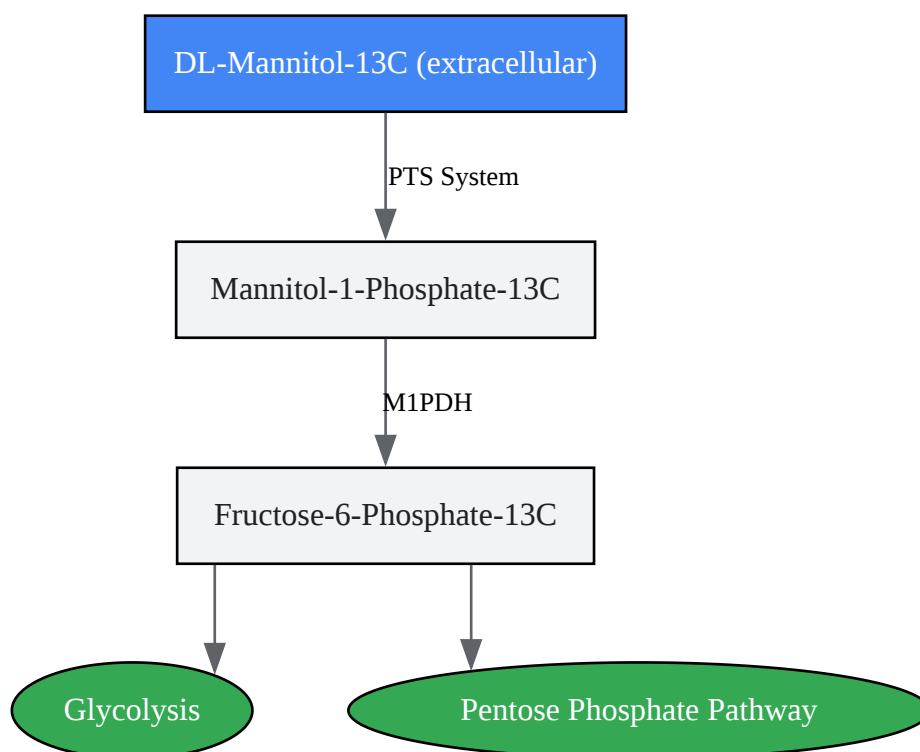 DL-Mannitol-13C (extracellular)
PTS System
Mannitol-1-Phosphate-13C
M1PDH
Fructose-6-Phosphate-13C
Glycolysis
Pentose Phosphate Pathway